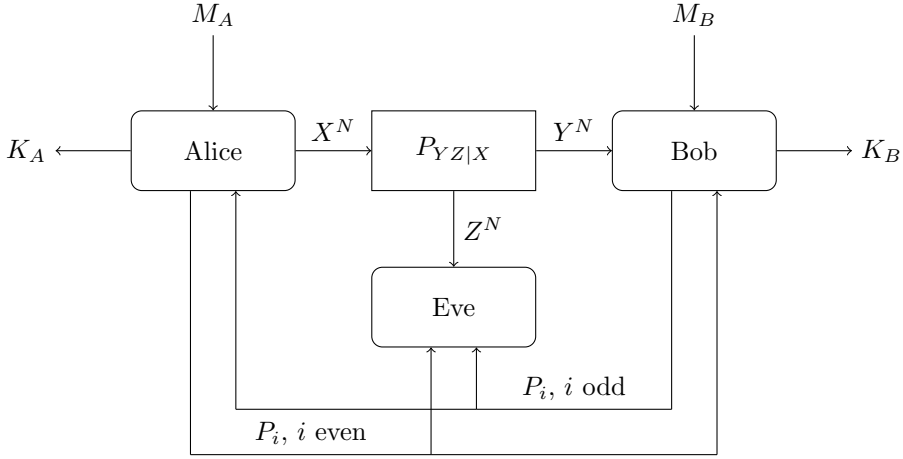 M_A M_B
K_A Alice X^N P_{YZ|X} Y^N Bob K_B
Z^N
Eve
P_i, i odd
P_i, i even